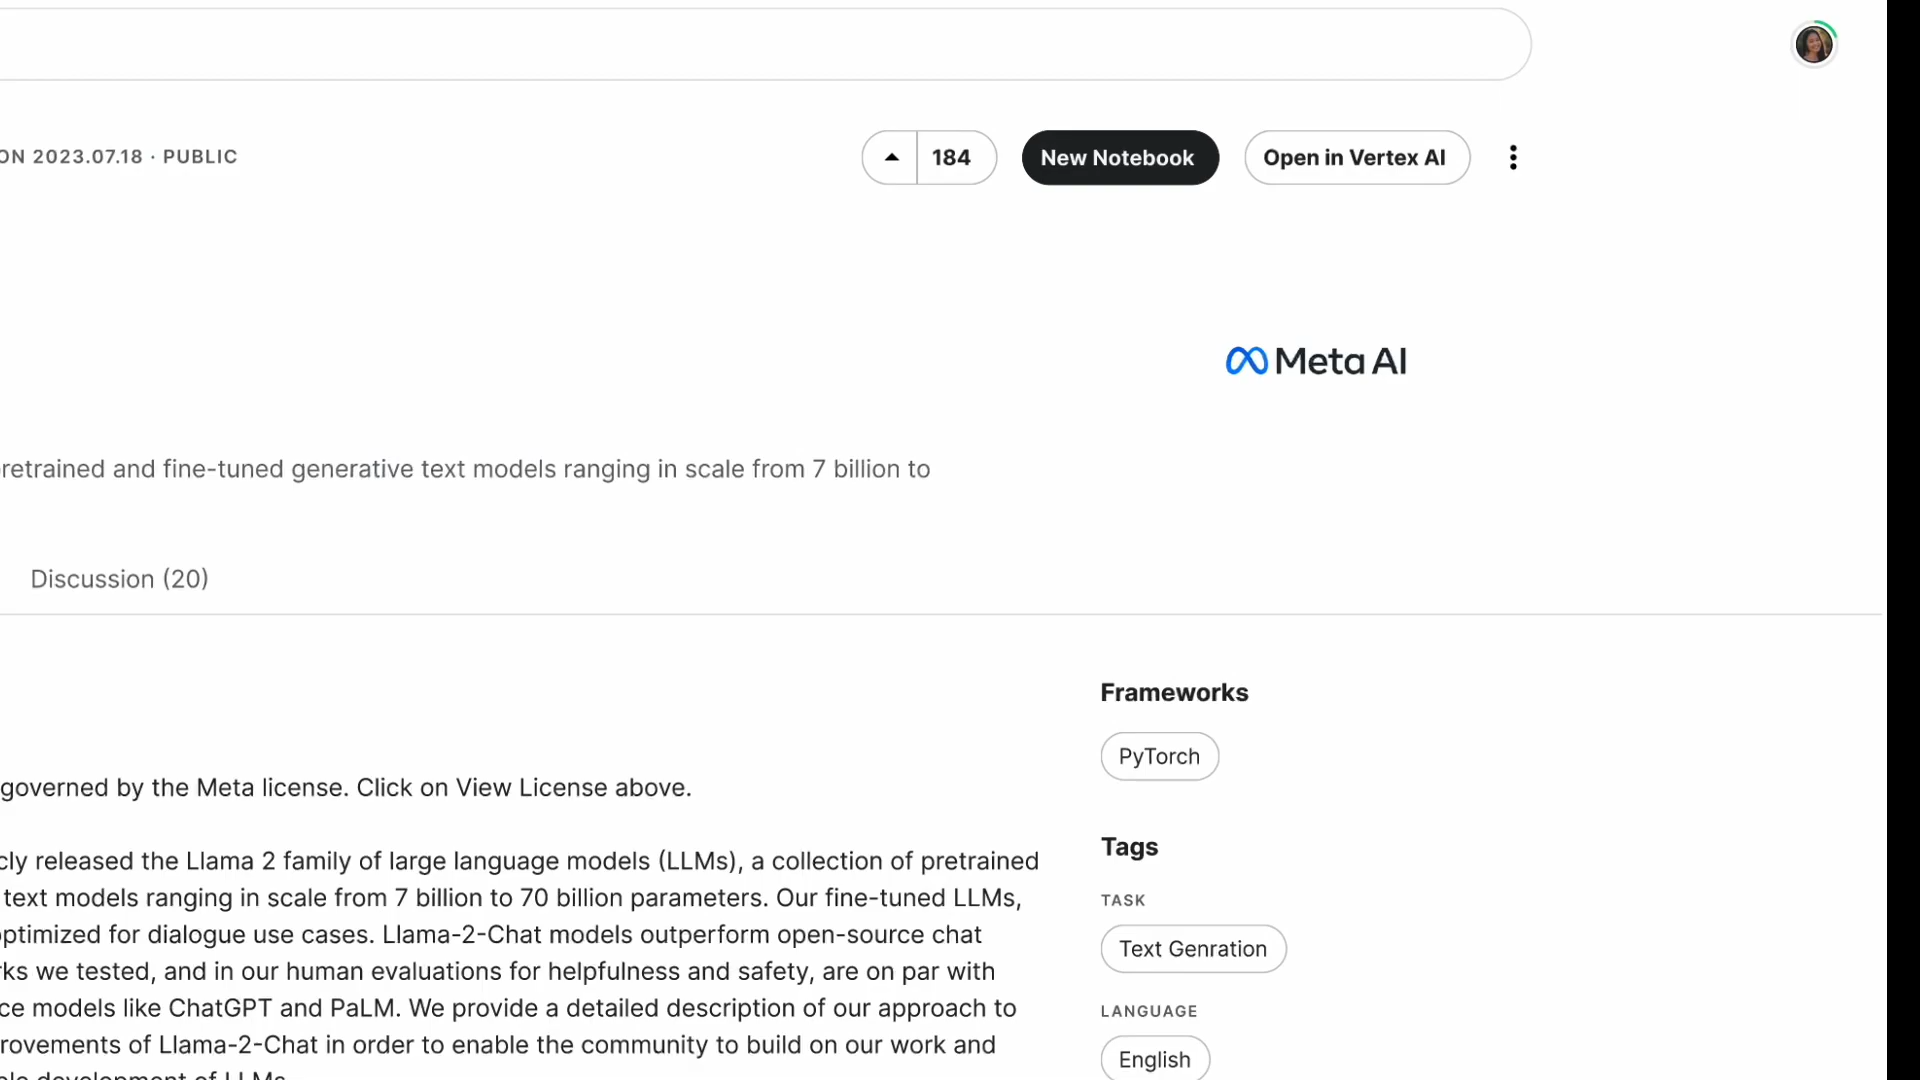 ON 2023.07.18 · PUBLIC
184
New Notebook
Open in Vertex AI
Meta AI
retrained and fine-tuned generative text models ranging in scale from 7 billion to
Discussion (20)
Frameworks
PyTorch
governed by the Meta license. Click on View License above.
cly released the Llama 2 family of large language models (LLMs), a collection of pretrained
text models ranging in scale from 7 billion to 70 billion parameters. Our fine-tuned LLMs,
optimized for dialogue use cases. Llama-2-Chat models outperform open-source chat
rks we tested, and in our human evaluations for helpfulness and safety, are on par with
ce models like ChatGPT and PaLM. We provide a detailed description of our approach to
rovements of Llama-2-Chat in order to enable the community to build on our work and
development of LLMs.
Tags
TASK
Text Genration
LANGUAGE
English